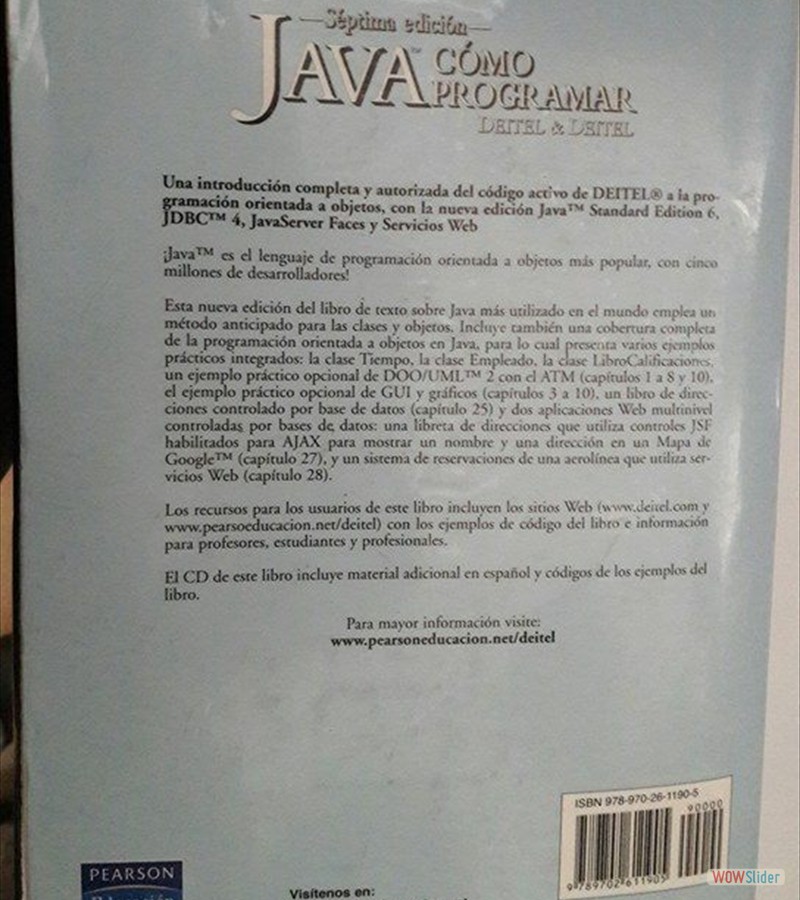 Séptima edición
JAVA™ CÓMO
PROGRAMAR
DEITEL & DEITEL
Una introducción completa y autorizada del código activo de DEITEL® a la pro-
gramación orientada a objetos, con la nueva edición Java™ Standard Edition 6,
JDBC™ 4, JavaServer Faces y Servicios Web
¡Java™ es el lenguaje de programación orientada a objetos más popular, con cinco
millones de desarrolladores!
Esta nueva edición del libro de texto sobre Java más utilizado en el mundo emplea un
método anticipado para las clases y objetos. Incluye también una cobertura completa
de la programación orientada a objetos en Java, para lo cual presenta varios ejemplos
prácticos integrados: la clase Tiempo, la clase Empleado, la clase LibroCalificaciones,
un ejemplo práctico opcional de DOO/UML™ 2 con el ATM (capítulos 1 a 8 y 10),
el ejemplo práctico opcional de GUI y gráficos (capítulos 3 a 10), un libro de direc-
ciones controlado por base de datos (capítulo 25) y dos aplicaciones Web multinivel
controladas por bases de datos: una libreta de direcciones que utiliza controles JSF
habilitados para AJAX para mostrar un nombre y una dirección en un Mapa de
Google™ (capítulo 27), y un sistema de reservaciones de una aerolínea que utiliza ser-
vicios Web (capítulo 28).
Los recursos para los usuarios de este libro incluyen los sitios Web (www.deitel.com y
www.pearsoeducacion.net/deitel) con los ejemplos de código del libro e información
para profesores, estudiantes y profesionales.
El CD de este libro incluye material adicional en español y códigos de los ejemplos del
libro.
Para mayor información visite:
www.pearsoneducacion.net/deitel
ISBN 978-970-26-1190-5
90000
9 789702 611905
PEARSON
Visítenos en:
WOWSlider